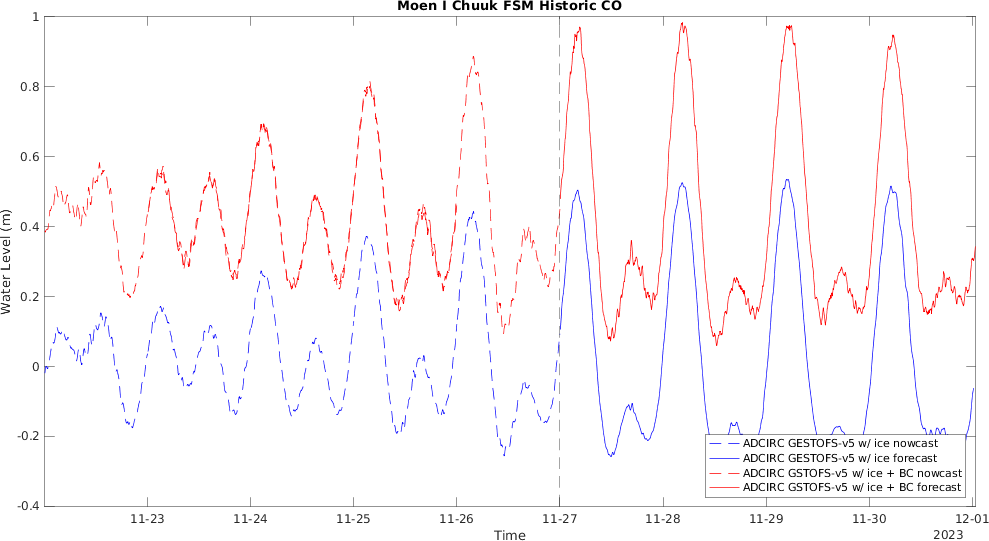 Moen I Chuuk FSM Historic CO
Water Level (m)
1
0.8
0.6
0.4
0.2
0
-0.2
-0.4
ADCIRC GESTOFS-v5 w/ ice nowcast
ADCIRC GESTOFS-v5 w/ ice forecast
ADCIRC GSTOFS-v5 w/ ice + BC nowcast
ADCIRC GSTOFS-v5 w/ ice + BC forecast
11-23 11-24 11-25 11-26 11-27 11-28 11-29 11-30 12-01
Time
2023